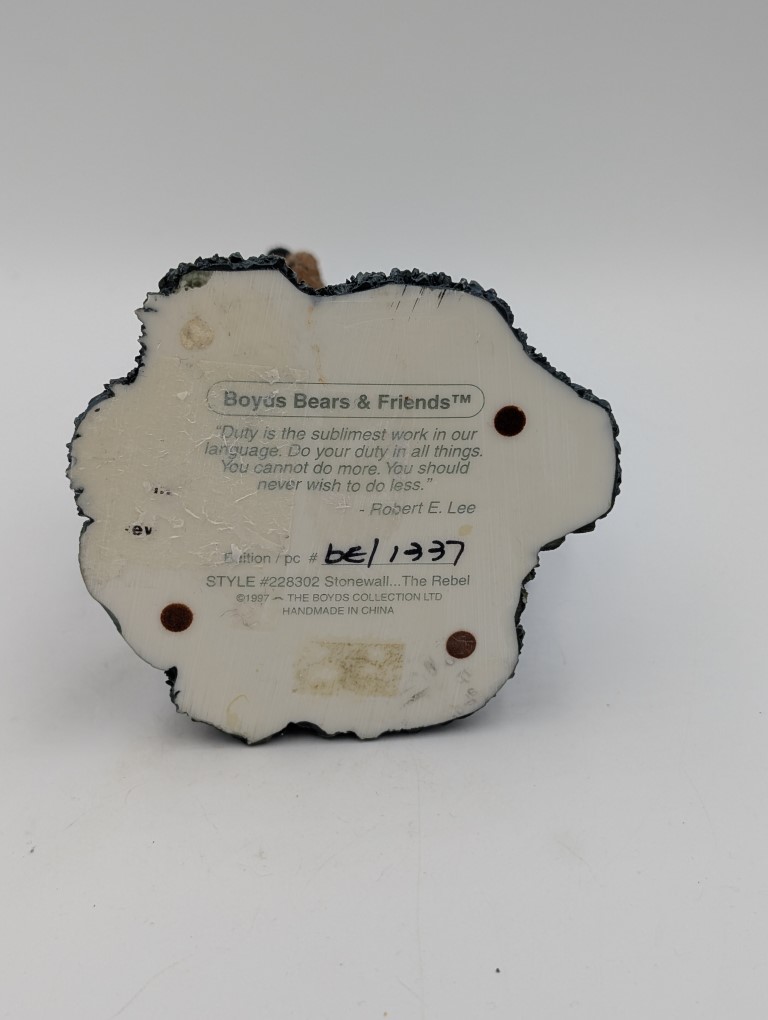 Boyds Bears & Friends™
"Duty is the sublimest work in our
language. Do your duty in all things.
You cannot do more. You should
never wish to do less."
- Robert E. Lee
Edition / pc # bE/1337
STYLE #228302 Stonewall...The Rebel
©1997 THE BOYDS COLLECTION LTD
HANDMADE IN CHINA